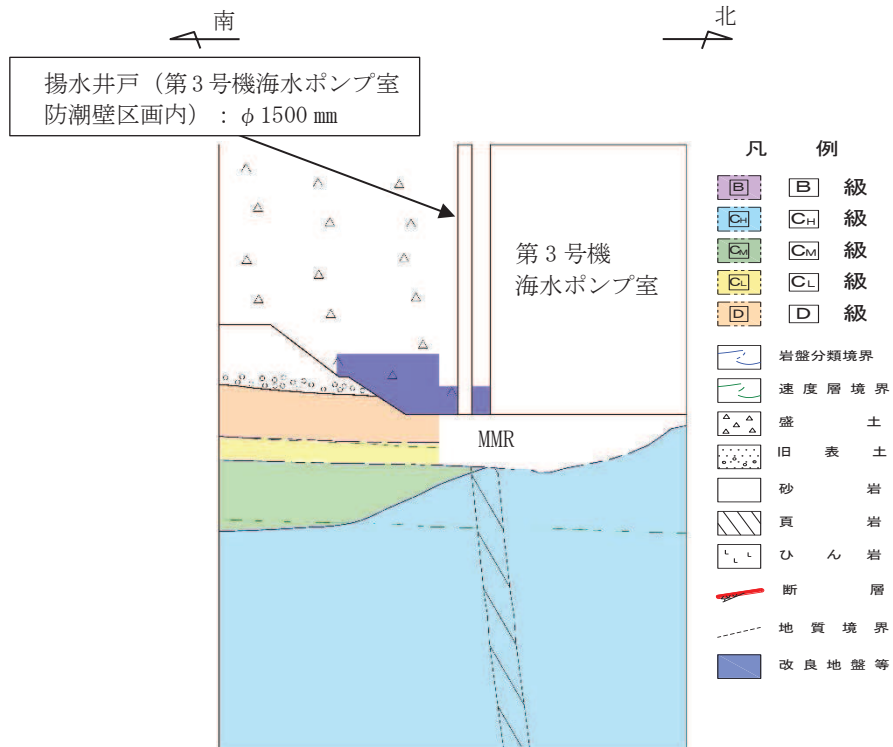 南
北
揚水井戸（第３号機海水ポンプ室
防潮壁区画内）：φ1500 mm
第３号機
海水ポンプ室
MMR
凡 例
B B 級
CH CH 級
CM CM 級
CL CL 級
D D 級
岩盤分類境界
速度層境界
盛 土
旧 表 土
砂 岩
頁 岩
ひ ん 岩
断 層
地 質 境 界
改 良 地 盤 等